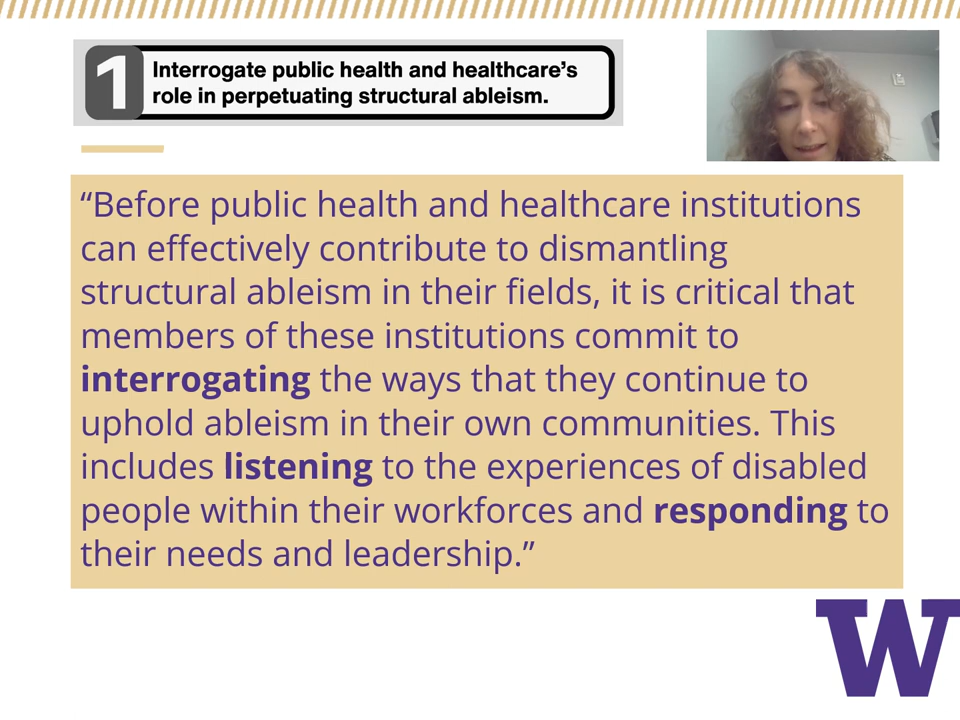 1
Interrogate public health and healthcare’s
role in perpetuating structural ableism.
“Before public health and healthcare institutions
can effectively contribute to dismantling
structural ableism in their fields, it is critical that
members of these institutions commit to
interrogating the ways that they continue to
uphold ableism in their own communities. This
includes listening to the experiences of disabled
people within their workforces and responding to
their needs and leadership.”
W